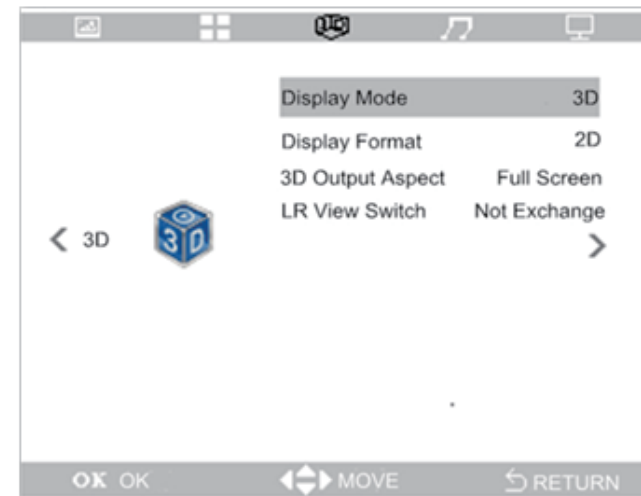 Display Mode 3D
Display Format 2D
3D Output Aspect Full Screen
LR View Switch Not Exchange
3D
3D
OK OK MOVE RETURN